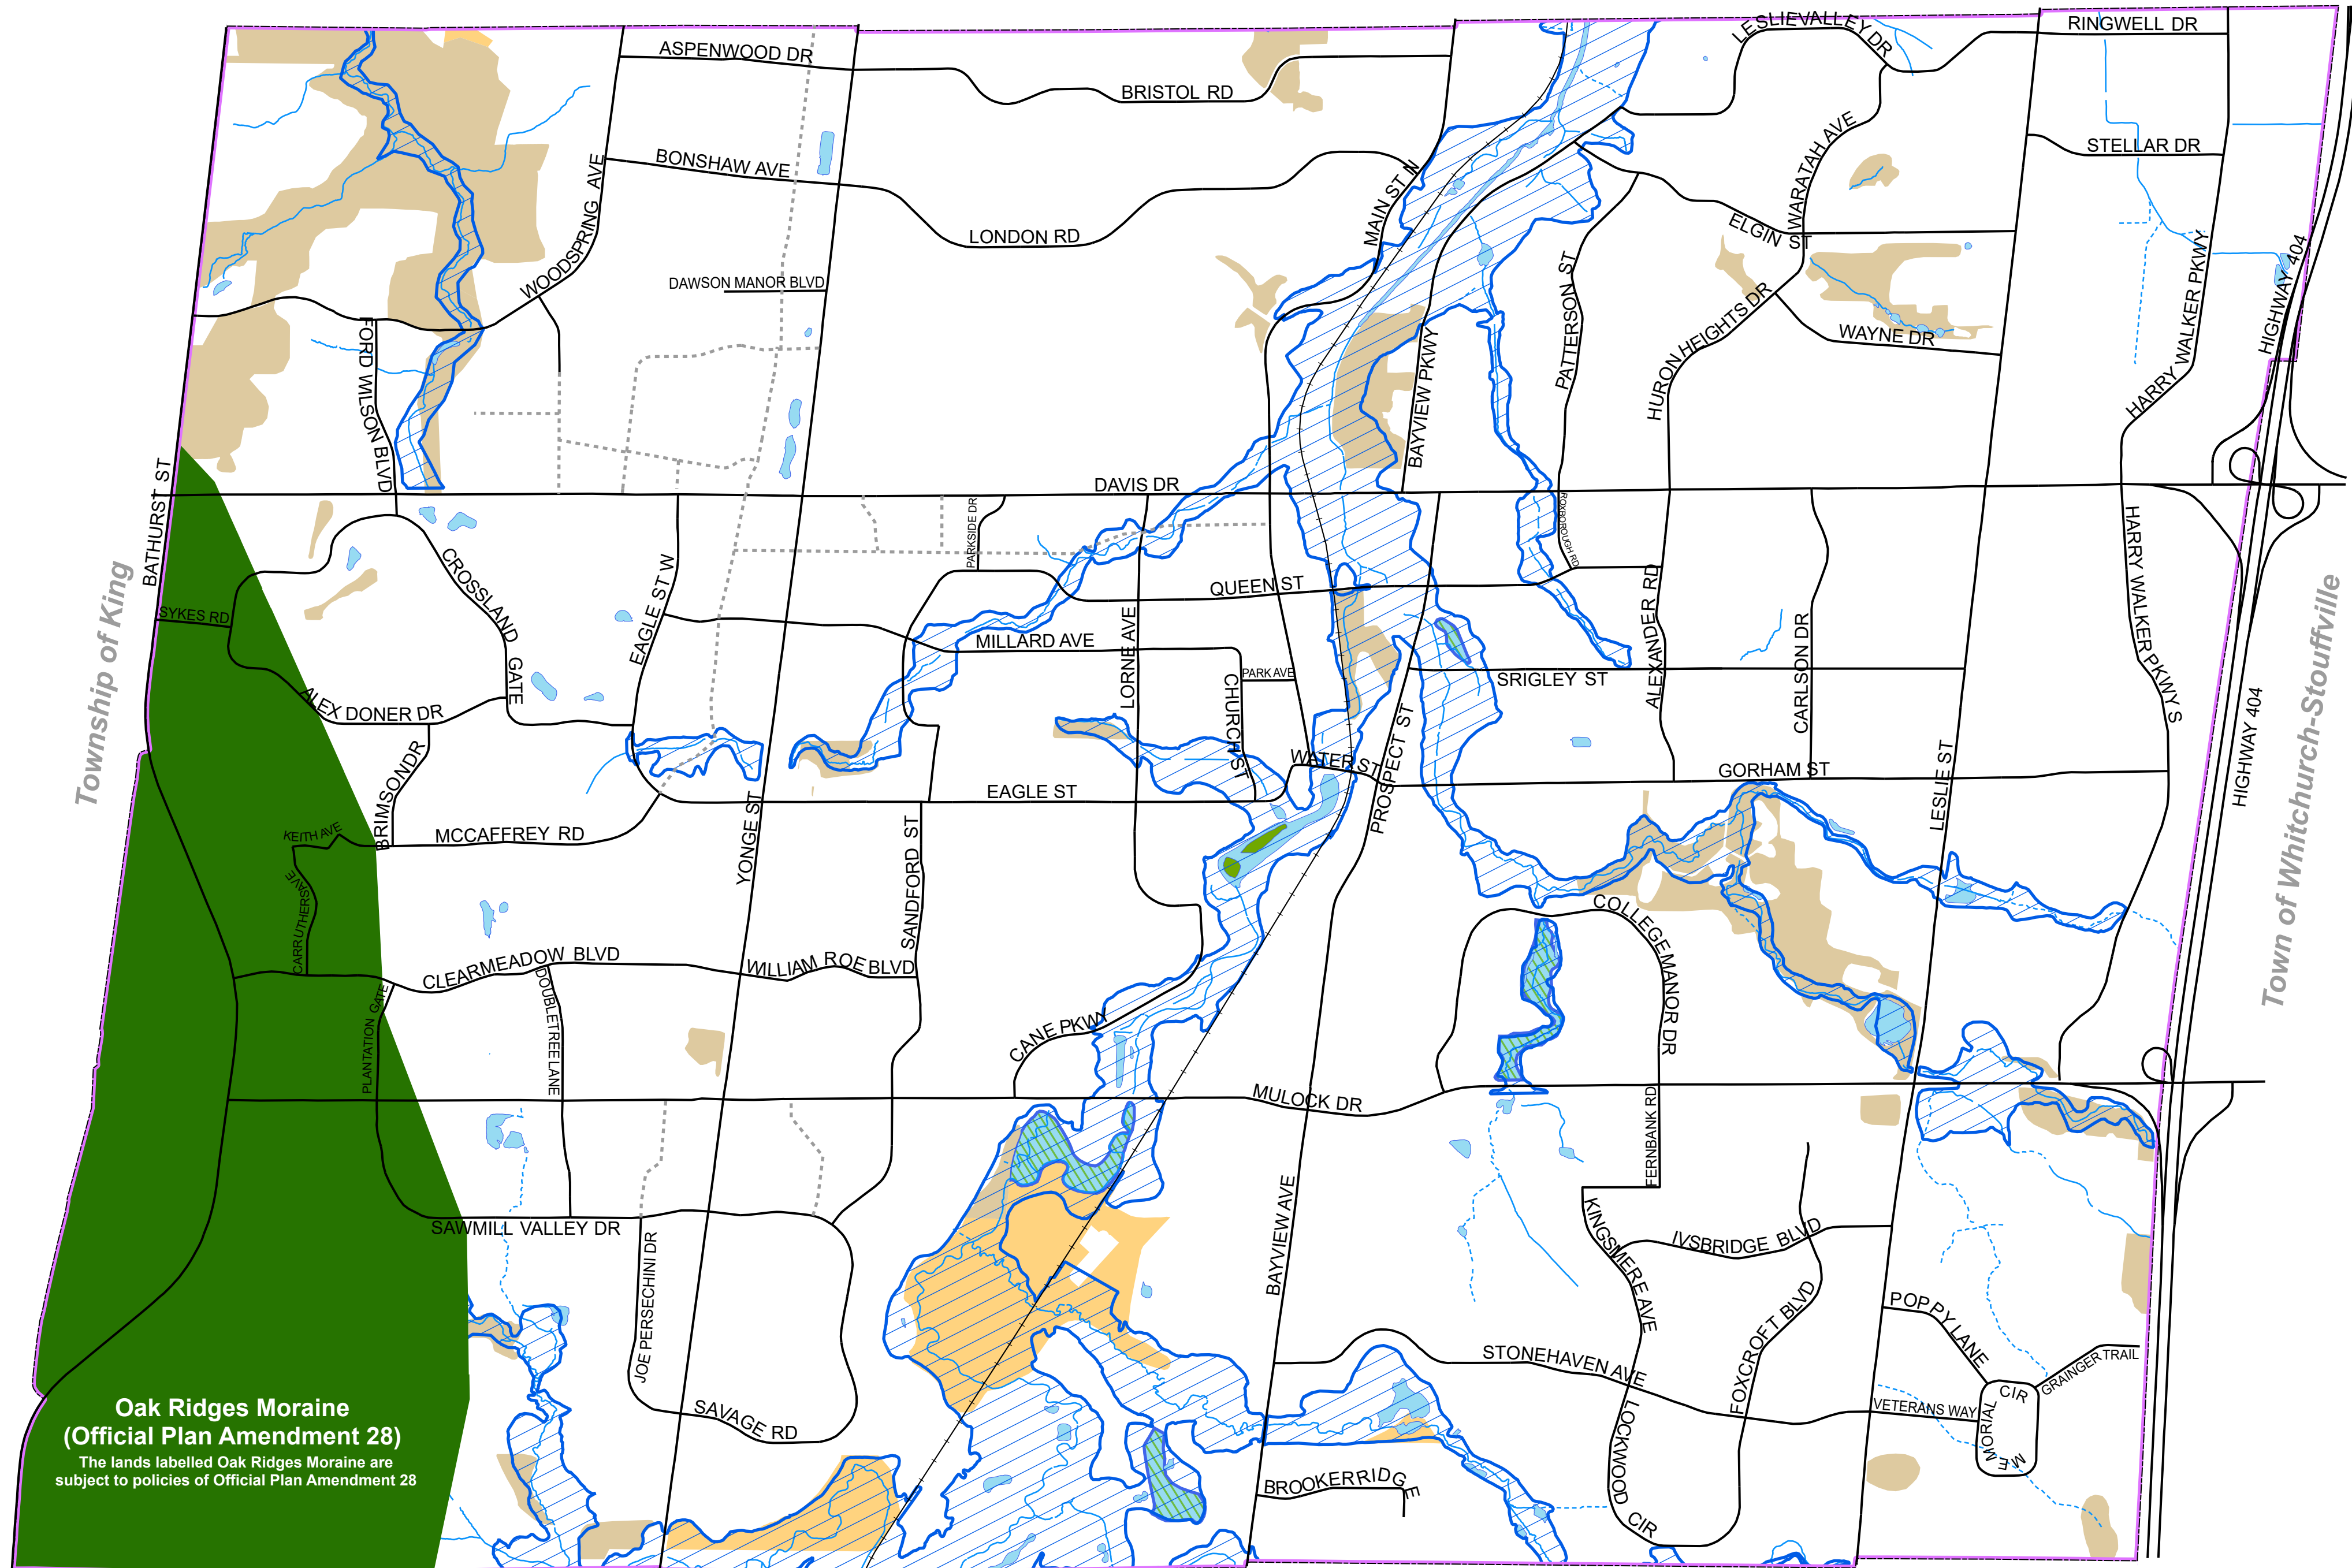 LESLIEVALLEY DR
RINGWELL DR
ASPENWOOD DR
BRISTOL RD
STELLAR DR
BONSHAW AVE
WOODSPRING AVE
MAIN ST N
WARATAH AVE
ELGIN ST
LONDON RD
DAWSON MANOR BLVD
PATTERSON ST
HURON HEIGHTS DR
WAYNE DR
HARRY WALKER PKWY
HIGHWAY 404
FORD WILSON BLVD
BAYVIEW PKWY
BATHURST ST
DAVIS DR
PARKSIDE DR
ROXBOROUGH RD
HARRY WALKER PKWY S
Township of King
CROSSLAND GATE
EAGLE ST W
QUEEN ST
SYKES RD
MILLARD AVE
LORNE AVE
PARK AVE
CHURCH ST
SRIGLEY ST
ALEXANDER RD
CARLSON DR
Town of Whitchurch-Stouffville
ALEX DONER DR
BRIMSON DR
WATER ST
PROSPECT ST
GORHAM ST
LESLIE ST
HIGHWAY 404
EAGLE ST
KEITH AVE
MCCAFFREY RD
YONGE ST
SANDFORD ST
CARRUTHERS AVE
COLLEGEMANOR DR
CLEARMEADOW BLVD
WILLIAM ROE BLVD
DOUBLETREE LANE
PLANTATION GATE
CANE PKWY
MULOCK DR
FERNBANK RD
SAWMILL VALLEY DR
JOE PERSECHINI DR
BAYVIEW AVE
KINGSMERE AVE
IVSBRIDGE BLVD
FOXCROFT BLVD
POPPY LANE
STONEHAVEN AVE
GRAINGER TRAIL
VETERANS WAY
MEMORIAL CIR
SAVAGE RD
LOCKWOOD CIR
BROOKERRIDGE
Oak Ridges Moraine
(Official Plan Amendment 28)
The lands labelled Oak Ridges Moraine are
subject to policies of Official Plan Amendment 28